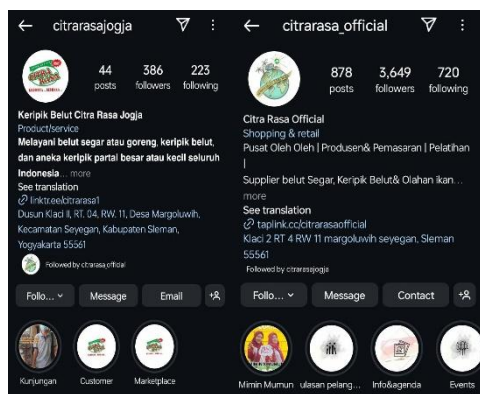 citrarasajogja
44 386 223
posts followers following
Keripik Belut Citra Rasa Jogja
Product/service
Melayani belut segar atau goreng, keripik belut,
dan aneka keripik partai besar atau kecil seluruh
Indonesia... more
See translation
linktr.ee/citrarasa1
Dusun Klaci II, RT. 04, RW. 11, Desa Margoluwih,
Kecamatan Seyegan, Kabupaten Sleman,
Yogyakarta 55561
Followed by citrarasa_official
Follo... Message Email
Kunjungan Customer Marketplace
citrarasa_official
878 3,649 720
posts followers following
Citra Rasa Official
Shopping & retail
Pusat Oleh Oleh | Produsen& Pemasaran | Pelatihan
|
Supplier belut Segar, Keripik Belut& Olahan ikan...
more
See translation
taplink.cc/citrarasaofficial
Klaci 2 RT 4 RW 11 margoluwih seyegan, Sleman
55561
Followed by citrarasajogja
Follo... Message Contact
Mimin Mumun ulasan pelang... Info&agenda Events